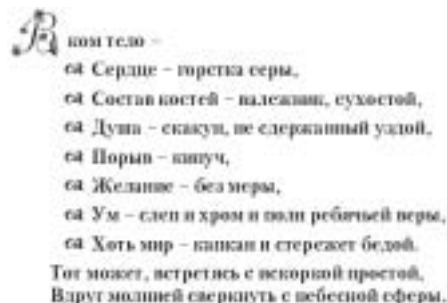 В ком тело –
Сердце – горстка серы,
Состав костей – валежник, сухостой,
Душа – скакун, не сдержанный уздой,
Порыв – кипуч,
Желание – без меры,
Ум – слеп и хром и полн ребячьей веры,
Хоть мир – капкан и стережет бедой.
Тот может, встретясь с искоркой простой,
Вдруг молнией сверкнуть с небесной сферы.